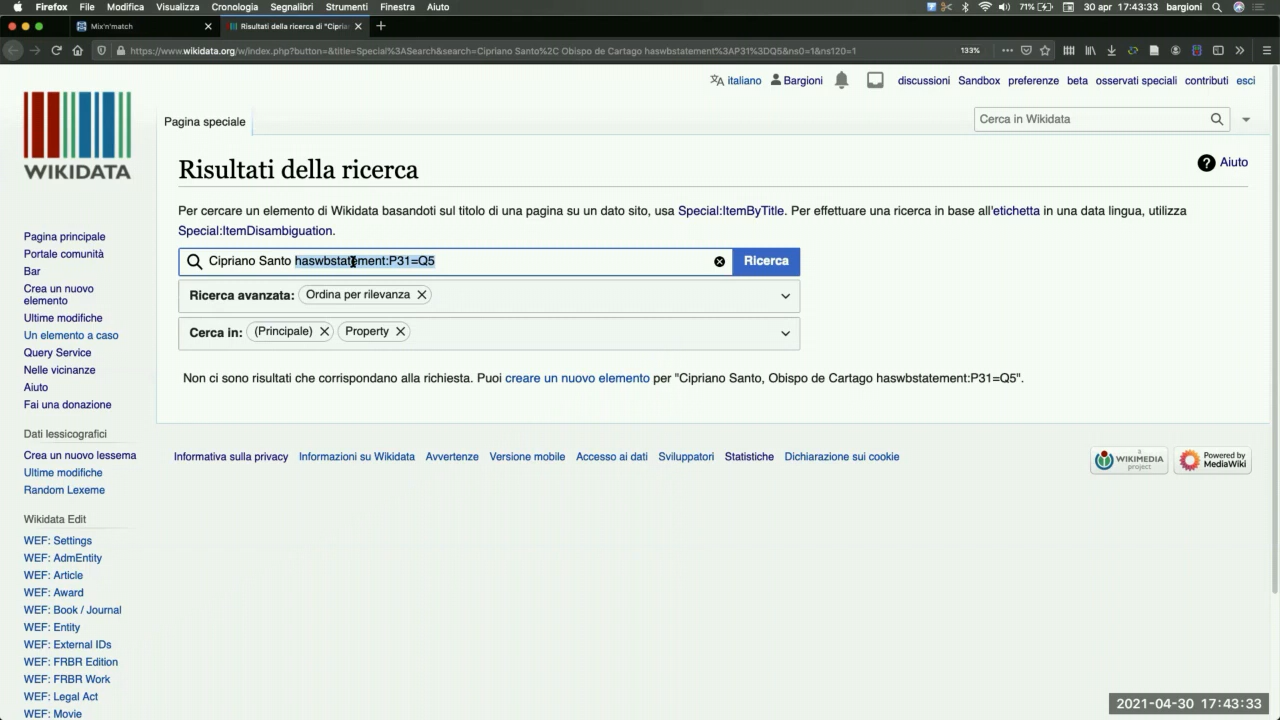 Firefox File Modifica Visualizza Cronologia Segnalibri Strumenti Finestra Aiuto 71% 30 apr 17:43:33 bargioni
Mix'n'match
Risultati della ricerca di "Cipria
https://www.wikidata.org/w/index.php?button=&title=Special%3ASearch&search=Cipriano Santo%2C Obispo de Cartago haswbstatement%3AP31%3DQ5&ns0=1&ns120=1 133%
italiano Bargioni discussioni Sandbox preferenze beta osservati speciali contributi esci
Pagina speciale
Cerca in Wikidata
WIKIDATA
Risultati della ricerca
Aiuto
Per cercare un elemento di Wikidata basandoti sul titolo di una pagina su un dato sito, usa Special:ItemByTitle. Per effettuare una ricerca in base all'etichetta in una data lingua, utilizza
Special:ItemDisambiguation.
Cipriano Santo haswbstatement:P31=Q5 Ricerca
Ricerca avanzata: Ordina per rilevanza
Cerca in: (Principale) Property
Non ci sono risultati che corrispondano alla richiesta. Puoi creare un nuovo elemento per "Cipriano Santo, Obispo de Cartago haswbstatement:P31=Q5".
Informativa sulla privacy Informazioni su Wikidata Avvertenze Versione mobile Accesso ai dati Sviluppatori Statistiche Dichiarazione sui cookie
A WIKIMEDIA project
Powered by MediaWiki
Pagina principale
Portale comunità
Bar
Crea un nuovo
elemento
Ultime modifiche
Un elemento a caso
Query Service
Nelle vicinanze
Aiuto
Fai una donazione
Dati lessicografici
Crea un nuovo lessema
Ultime modifiche
Random Lexeme
Wikidata Edit
WEF: Settings
WEF: AdmEntity
WEF: Article
WEF: Award
WEF: Book / Journal
WEF: Entity
WEF: External IDs
WEF: FRBR Edition
WEF: FRBR Work
WEF: Legal Act
WEF: Movie
2021-04-30 17:43:33